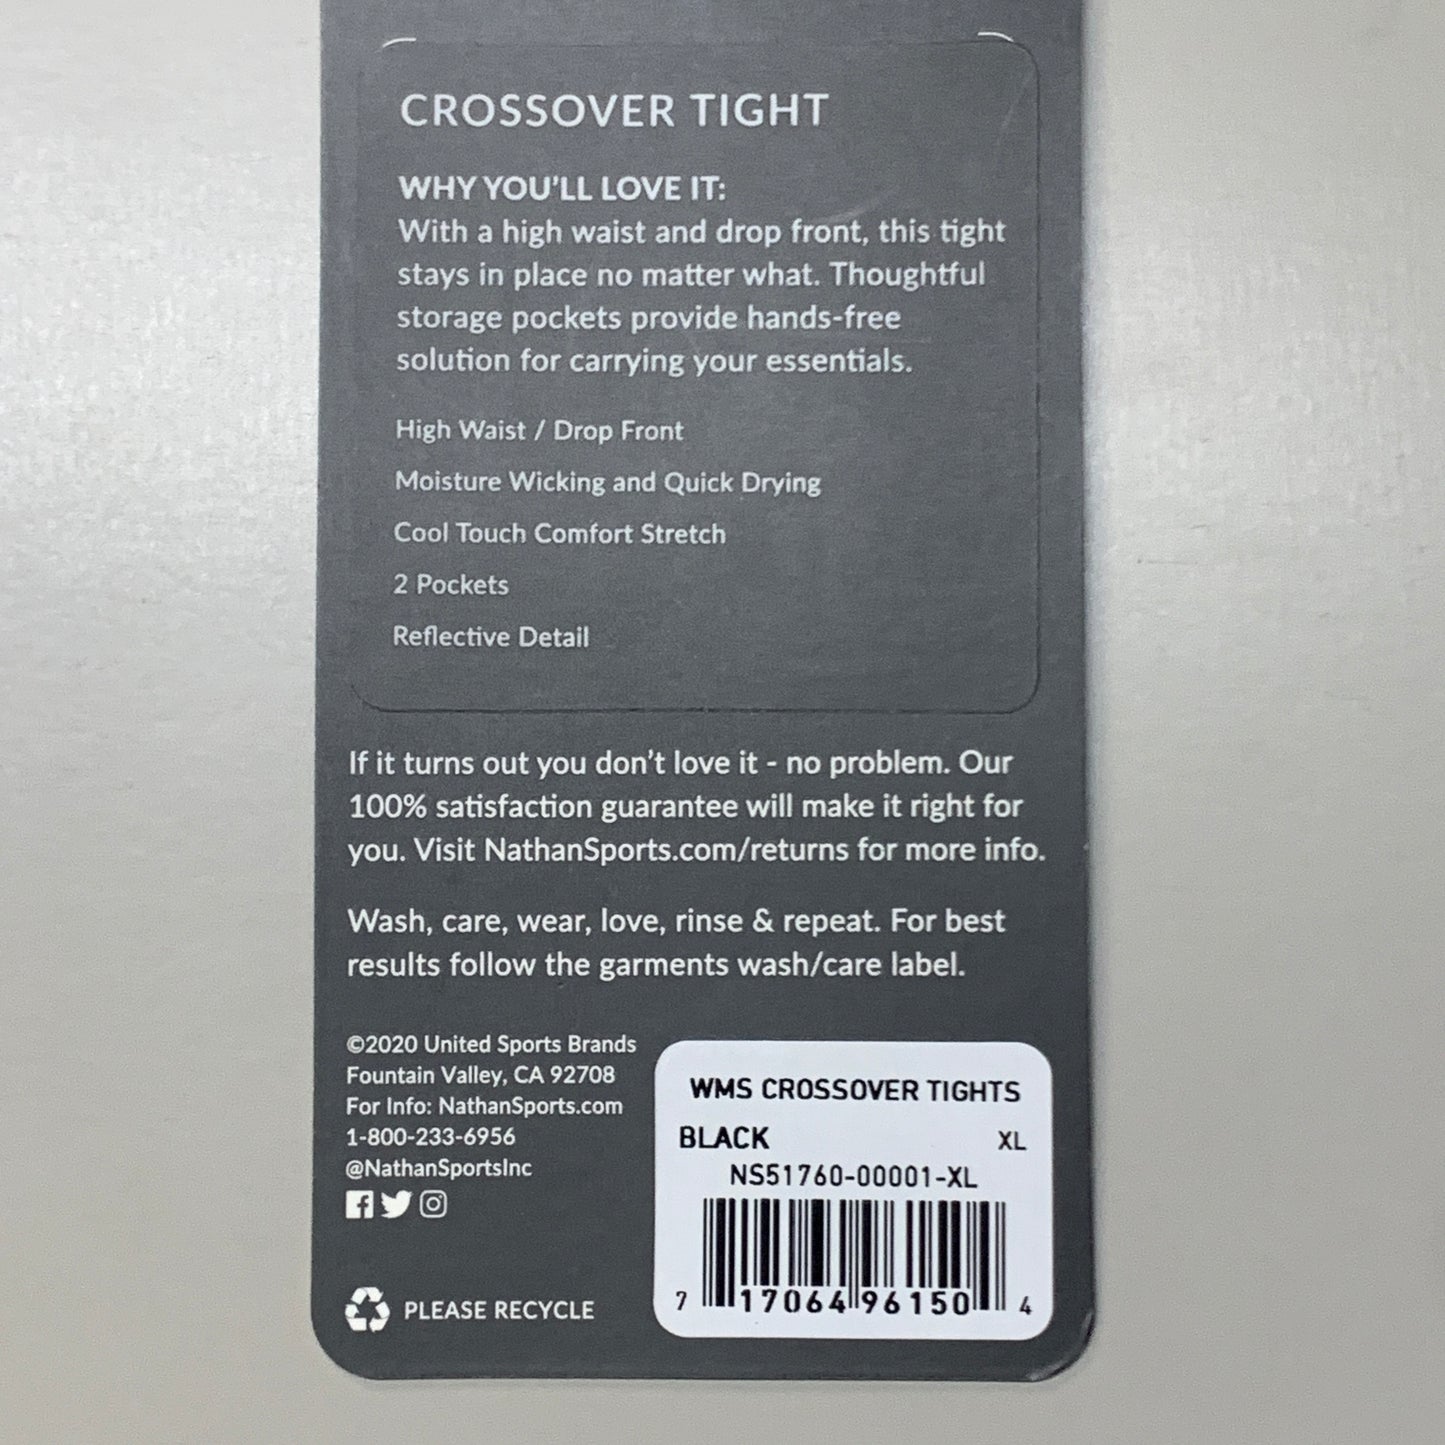 CROSSOVER TIGHT
WHY YOU'LL LOVE IT:
With a high waist and drop front, this tight
stays in place no matter what. Thoughtful
storage pockets provide hands-free
solution for carrying your essentials.
High Waist / Drop Front
Moisture Wicking and Quick Drying
Cool Touch Comfort Stretch
2 Pockets
Reflective Detail
If it turns out you don't love it - no problem. Our
100% satisfaction guarantee will make it right for
you. Visit NathanSports.com/returns for more info.
Wash, care, wear, love, rinse & repeat. For best
results follow the garments wash/care label.
©2020 United Sports Brands
Fountain Valley, CA 92708
For Info: NathanSports.com
1-800-233-6956
@NathanSportsInc
PLEASE RECYCLE
WMS CROSSOVER TIGHTS
BLACK XL
NS51760-00001-XL
7 17064 96150 4